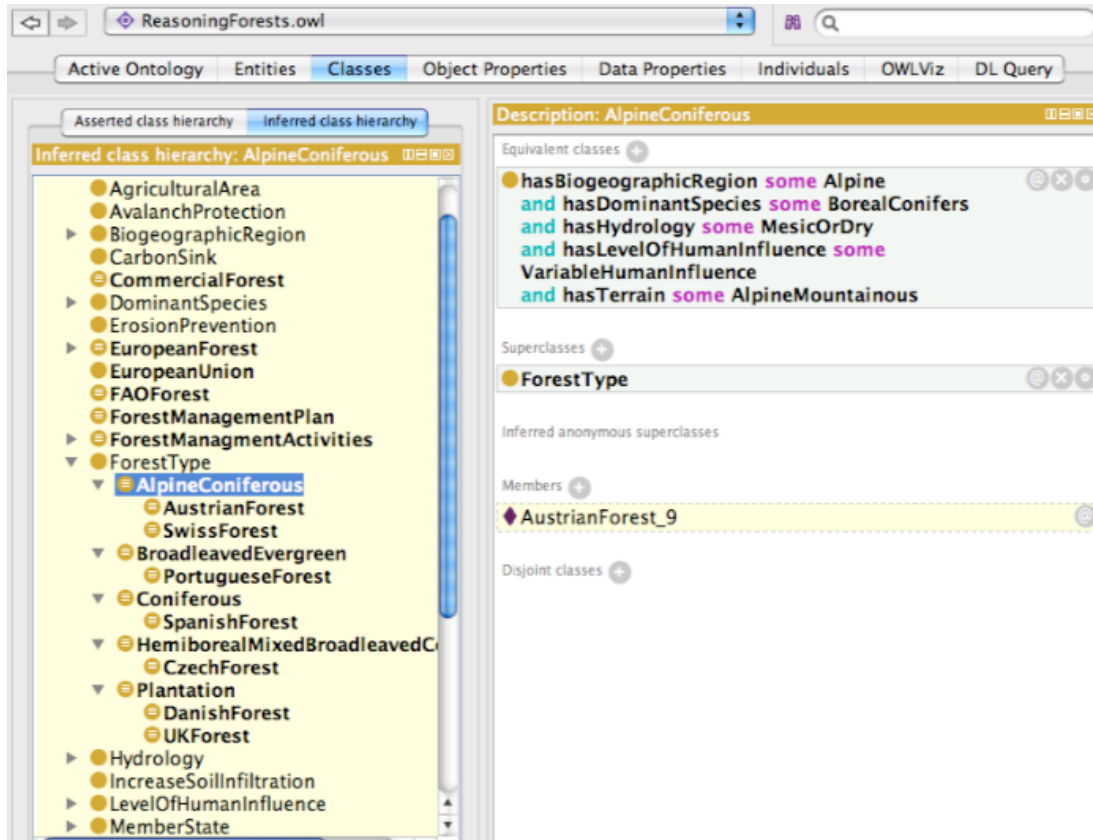 ReasoningForests.owl
Active Ontology Entities Classes Object Properties Data Properties Individuals OWLViz DL Query
Asserted class hierarchy Inferred class hierarchy
Inferred class hierarchy: AlpineConiferous
AgriculturalArea
AvalanchProtection
BiogeographicRegion
CarbonSink
CommercialForest
DominantSpecies
ErosionPrevention
EuropeanForest
EuropeanUnion
FAOForest
ForestManagementPlan
ForestManagmentActivities
ForestType
AlpineConiferous
AustrianForest
SwissForest
BroadleavedEvergreen
PortugueseForest
Coniferous
SpanishForest
HemiborealMixedBroadleavedC
CzechForest
Plantation
DanishForest
UKForest
Hydrology
IncreaseSoilInfiltration
LevelOfHumanInfluence
MemberState
Description: AlpineConiferous
Equivalent classes
hasBiogeographicRegion some Alpine
and hasDominantSpecies some BorealConifers
and hasHydrology some MesicOrDry
and hasLevelOfHumanInfluence some
VariableHumanInfluence
and hasTerrain some AlpineMountainous
Superclasses
ForestType
Inferred anonymous superclasses
Members
AustrianForest_9
Disjoint classes